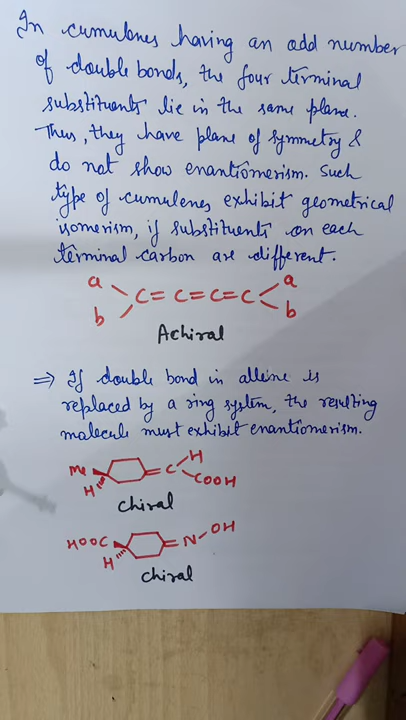 In cumulenes having an odd number
of double bonds, the four terminal
substituents lie in the same plane.
Thus, they have plane of symmetry &
do not show enantiomerism. Such
type of cumulenes exhibit geometrical
isomerism, if substituents on each
terminal carbon are different.
a a
C=C=C=C
b b
Achiral
⇒ If double bond in allene is
replaced by a ring system, the resulting
molecule must exhibit enantiomerism.
Me H C H COOH
chiral
HOOC H N OH
chiral